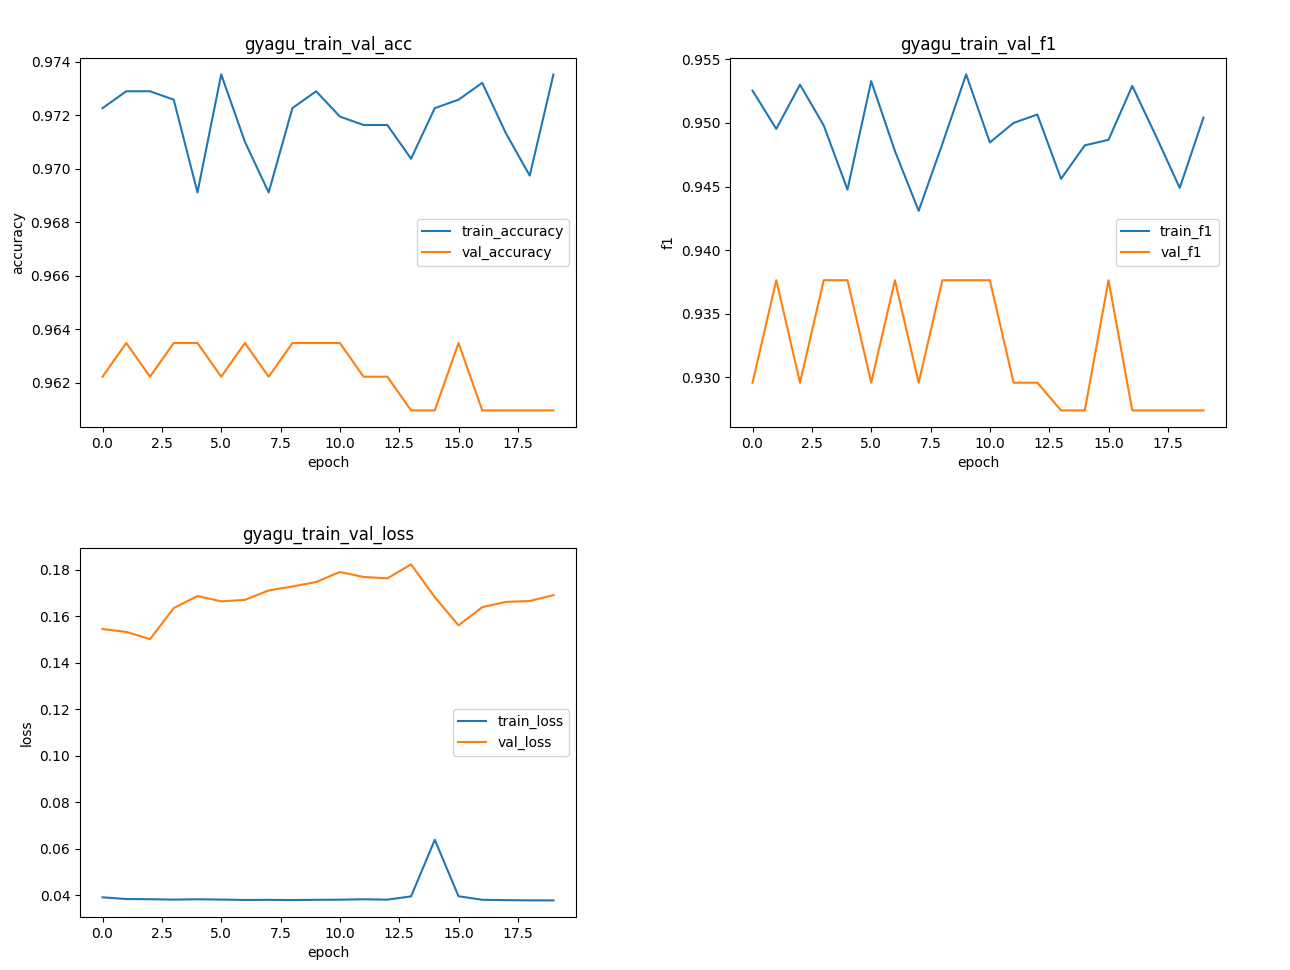 gyagu_train_val_acc
0.974
0.972
0.970
0.968
0.966
0.964
0.962
accuracy
train_accuracy
val_accuracy
0.0 2.5 5.0 7.5 10.0 12.5 15.0 17.5
epoch
gyagu_train_val_f1
0.955
0.950
0.945
0.940
0.935
0.930
f1
train_f1
val_f1
0.0 2.5 5.0 7.5 10.0 12.5 15.0 17.5
epoch
gyagu_train_val_loss
0.18
0.16
0.14
0.12
0.10
0.08
0.06
0.04
loss
train_loss
val_loss
0.0 2.5 5.0 7.5 10.0 12.5 15.0 17.5
epoch